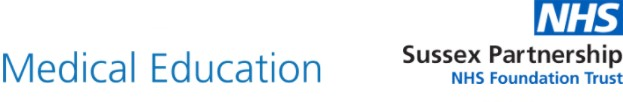 NHS
Sussex Partnership
NHS Foundation Trust
Medical Education